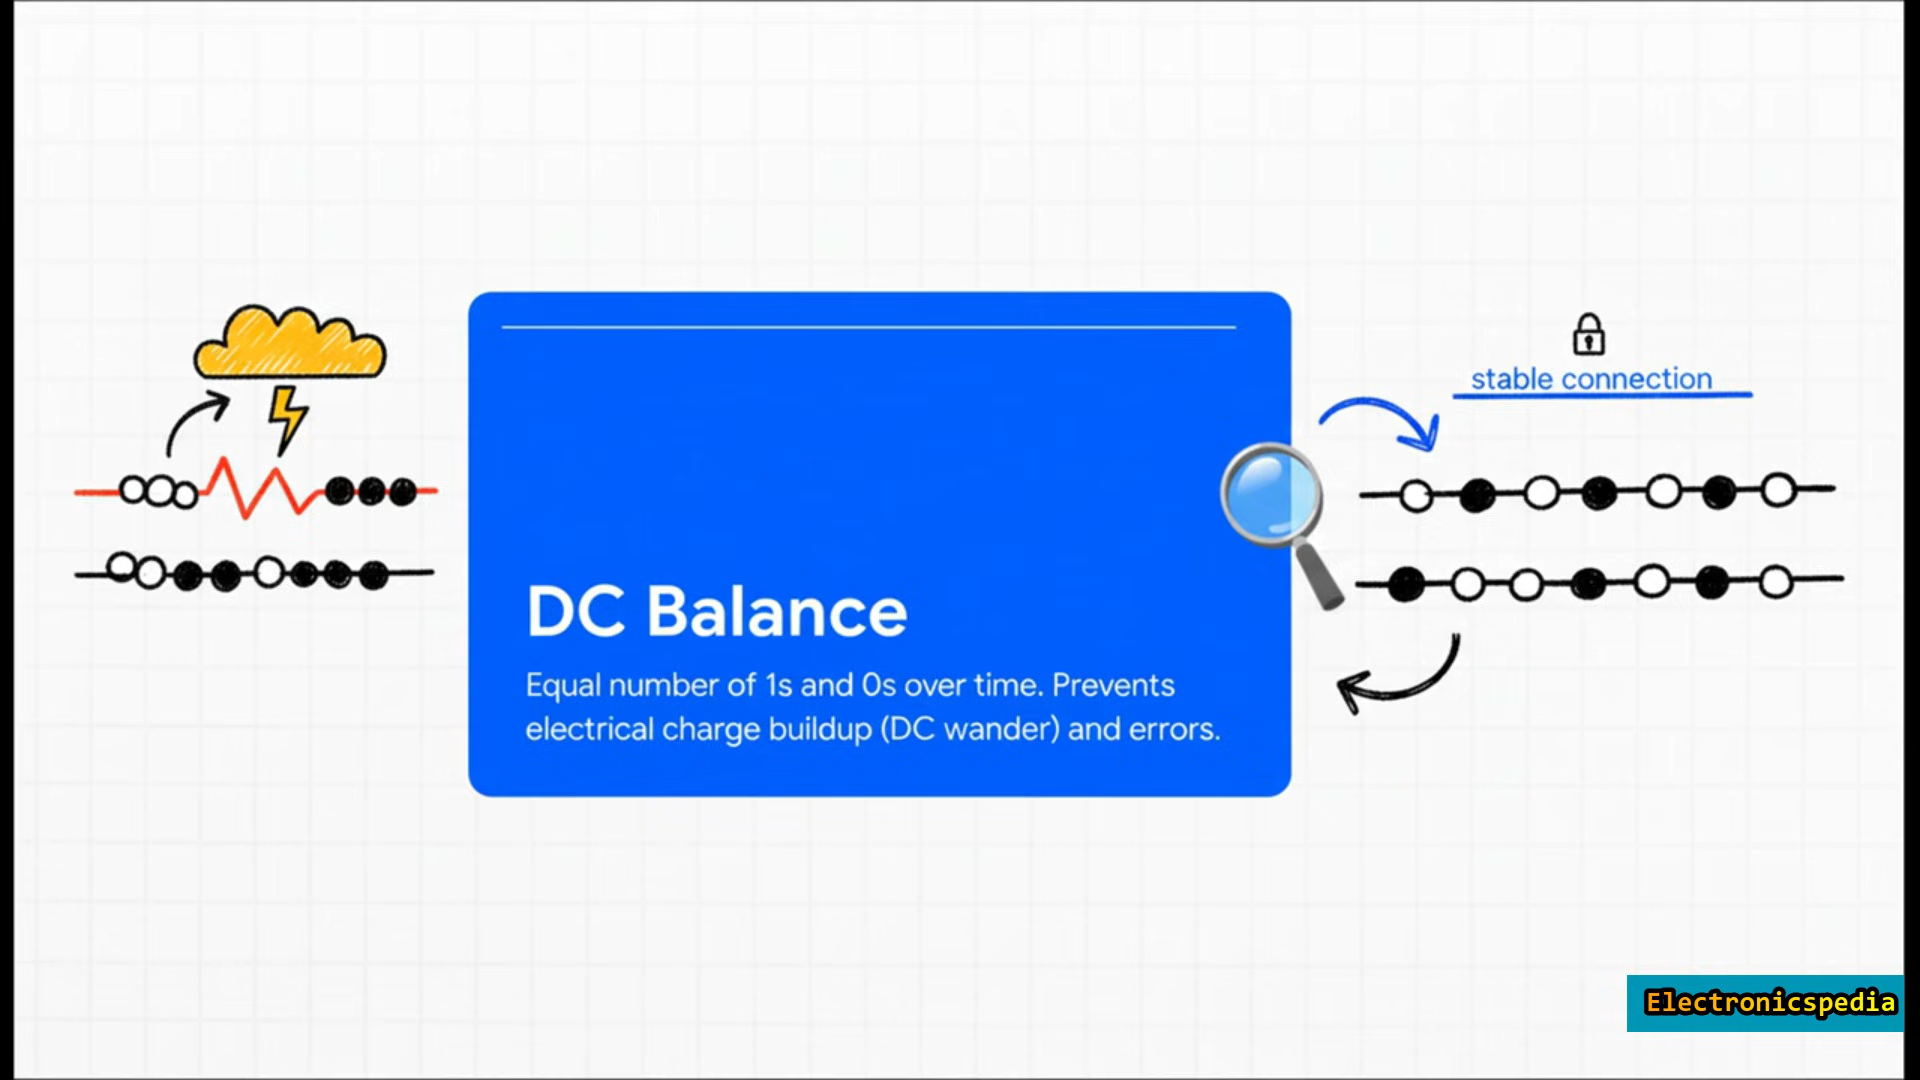 stable connection
DC Balance
Equal number of 1s and 0s over time. Prevents
electrical charge buildup (DC wander) and errors.
Electronicspedia